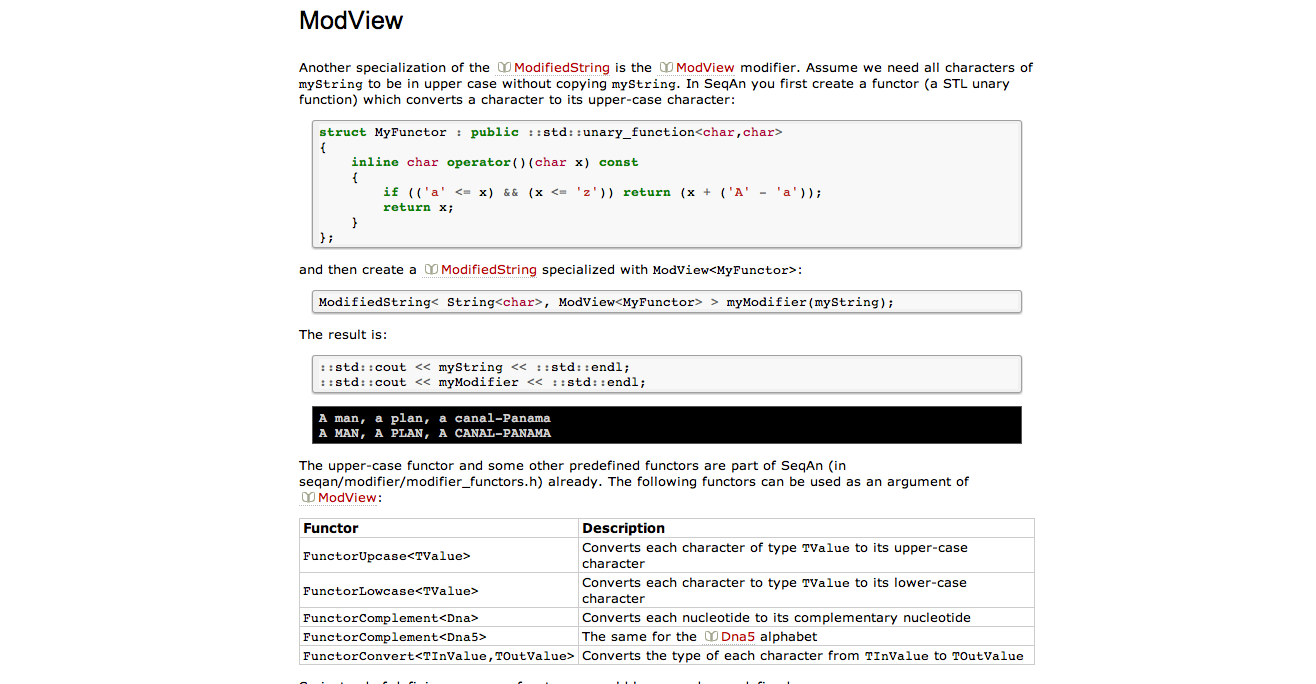 ModView
Another specialization of the ModifiedString is the ModView modifier. Assume we need all characters of
myString to be in upper case without copying myString. In SeqAn you first create a functor (a STL unary
function) which converts a character to its upper-case character:
struct MyFunctor : public ::std::unary_function<char,char>
{
    inline char operator()(char x) const
    {
        if (('a' <= x) && (x <= 'z')) return (x + ('A' - 'a'));
        return x;
    }
};
and then create a ModifiedString specialized with ModView<MyFunctor>:
ModifiedString< String<char>, ModView<MyFunctor> > myModifier(myString);
The result is:
::std::cout << myString << ::std::endl;
::std::cout << myModifier << ::std::endl;
A man, a plan, a canal-Panama
A MAN, A PLAN, A CANAL-PANAMA
The upper-case functor and some other predefined functors are part of SeqAn (in
seqan/modifier/modifier_functors.h) already. The following functors can be used as an argument of
ModView:
Functor Description
FunctorUpcase<TValue> Converts each character of type TValue to its upper-case
character
FunctorLowcase<TValue> Converts each character to type TValue to its lower-case
character
FunctorComplement<Dna> Converts each nucleotide to its complementary nucleotide
FunctorComplement<Dna5> The same for the Dna5 alphabet
FunctorConvert<TInValue,TOutValue> Converts the type of each character from TInValue to TOutValue